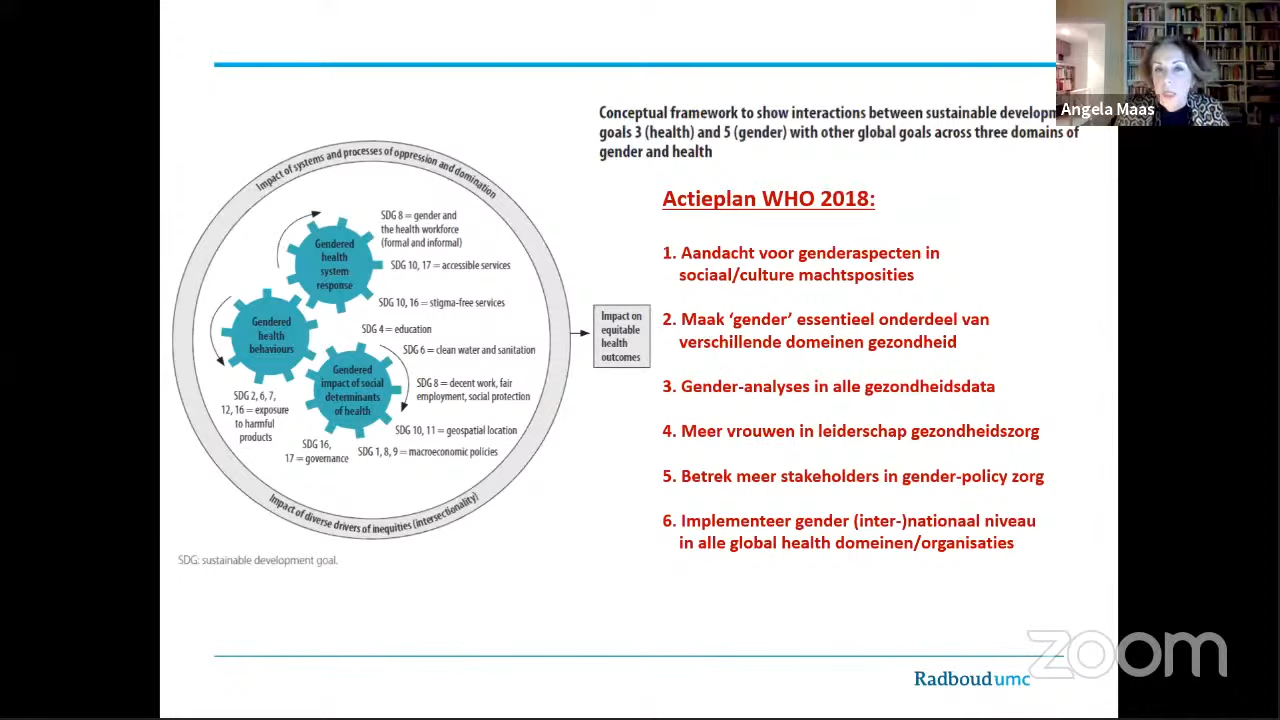 Angela Maas
Conceptual framework to show interactions between sustainable developm
goals 3 (health) and 5 (gender) with other global goals across three domains of
gender and health
Impact of systems and processes of oppression and domination
SDG 8 = gender and
the health workforce
(formal and informal)
Gendered
health
system
response
SDG 10, 17 = accessible services
SDG 10, 16 = stigma-free services
Gendered
health
behaviours
SDG 4 = education
SDG 6 = clean water and sanitation
Gendered
impact of social
determinants
of health
SDG 8 = decent work, fair
employment, social protection
SDG 2, 6, 7,
12, 16 = exposure
to harmful
products
SDG 10, 11 = geospatial location
SDG 16,
17 = governance
SDG 1, 8, 9 = macroeconomic policies
Impact of diverse drivers of inequities (intersectionality)
Impact on
equitable
health
outcomes
SDG: sustainable development goal.
Actieplan WHO 2018:
1. Aandacht voor genderaspecten in
sociaal/culture machtsposities
2. Maak ‘gender’ essentieel onderdeel van
verschillende domeinen gezondheid
3. Gender-analyses in alle gezondheidsdata
4. Meer vrouwen in leiderschap gezondheidszorg
5. Betrek meer stakeholders in gender-policy zorg
6. Implementeer gender (inter-)nationaal niveau
in alle global health domeinen/organisaties
zoom
Radboudumc